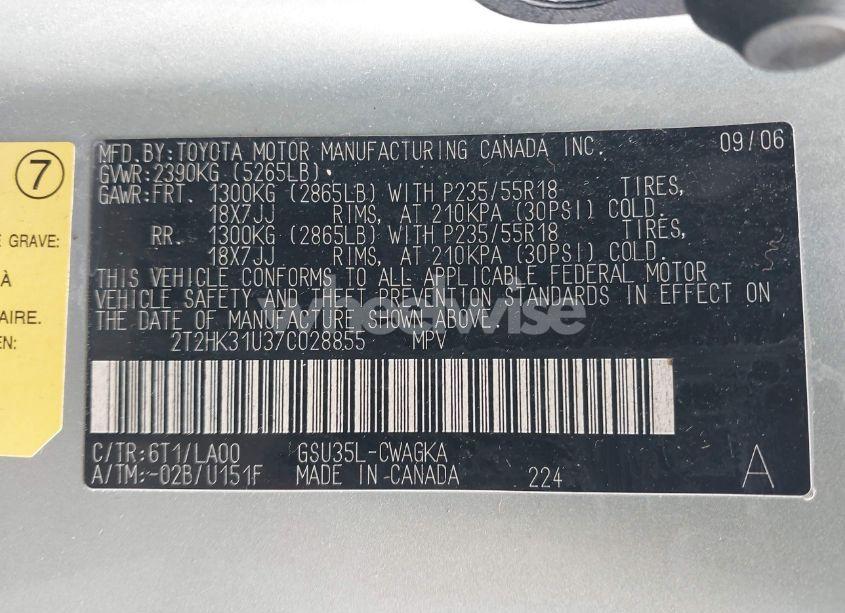 7
E GRAVE:
À
AIRE.
EN:
MFD.BY:TOYOTA MOTOR MANUFACTURING CANADA INC. 09/06
GVWR:2390KG (5265LB)
GAWR:FRT. 1300KG (2865LB) WITH P235/55R18 TIRES,
18X7JJ RIMS, AT 210KPA (30PSI) COLD.
RR. 1300KG (2865LB) WITH P235/55R18 TIRES,
18X7JJ RIMS, AT 210KPA (30PSI) COLD.
THIS VEHICLE CONFORMS TO ALL APPLICABLE FEDERAL MOTOR
VEHICLE SAFETY AND THEFT PREVENTION STANDARDS IN EFFECT ON
THE DATE OF MANUFACTURE SHOWN ABOVE.
wheelwise
2T2HK31U37C028855 MPV
C/TR:6T1/LA00 GSU35L-CWAGKA
A/TM:-02B/U151F MADE IN CANADA 224 A